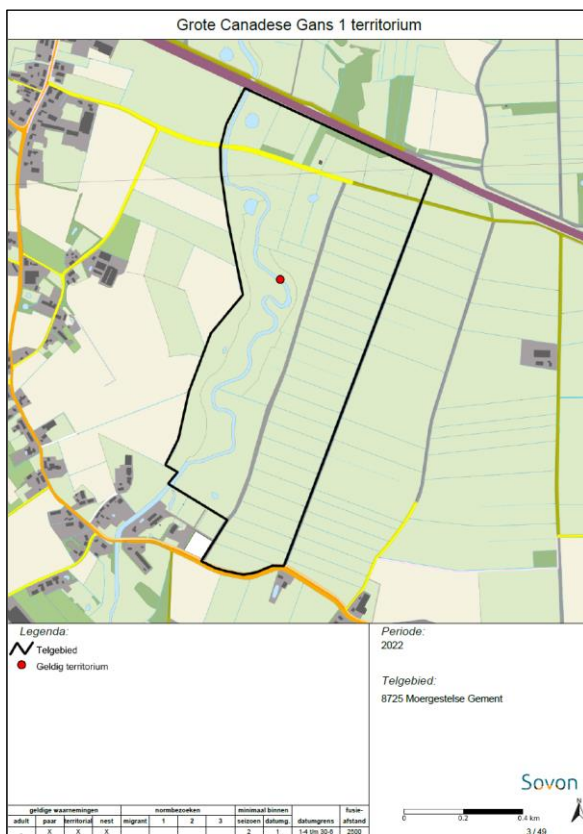 Grote Canadese Gans 1 territorium
Legenda:
Telgebied
Geldig territorium
Periode:
2022
Telgebied:
8725 Moergestelse Gement
Sovon
0 0.2 0.4 km
N
3 / 49
geldige waarnemingen normbezoeken minimaal binnen fusie-
adult paar territorial nest migrant 1 2 3 seizoen datumg. datumgrens afstand
.. X X X 2 1 1-4 t/m 30-6 2500